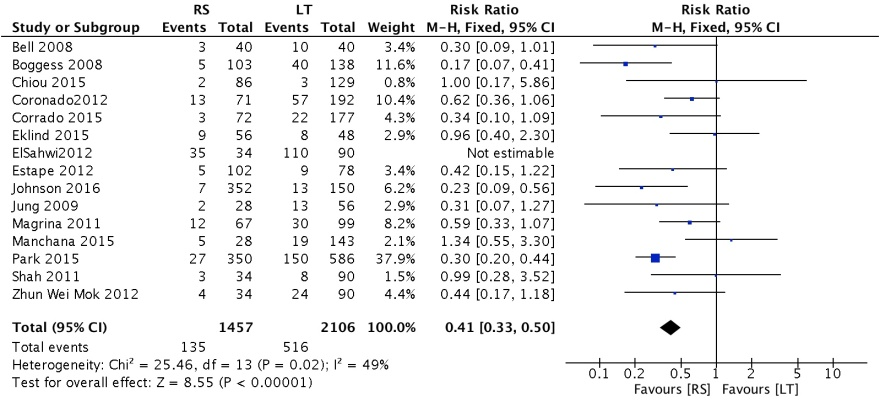 RS LT Risk Ratio Risk Ratio
Study or Subgroup Events Total Events Total Weight M-H, Fixed, 95% CI M-H, Fixed, 95% CI
Bell 2008 3 40 10 40 3.4% 0.30 [0.09, 1.01]
Boggess 2008 5 103 40 138 11.6% 0.17 [0.07, 0.41]
Chiou 2015 2 86 3 129 0.8% 1.00 [0.17, 5.86]
Coronado2012 13 71 57 192 10.4% 0.62 [0.36, 1.06]
Corrado 2015 3 72 22 177 4.3% 0.34 [0.10, 1.09]
Eklind 2015 9 56 8 48 2.9% 0.96 [0.40, 2.30]
ElSahwi2012 35 34 110 90 Not estimable
Estape 2012 5 102 9 78 3.4% 0.42 [0.15, 1.22]
Johnson 2016 7 352 13 150 6.2% 0.23 [0.09, 0.56]
Jung 2009 2 28 13 56 2.9% 0.31 [0.07, 1.27]
Magrina 2011 12 67 30 99 8.2% 0.59 [0.33, 1.07]
Manchana 2015 5 28 19 143 2.1% 1.34 [0.55, 3.30]
Park 2015 27 350 150 586 37.9% 0.30 [0.20, 0.44]
Shah 2011 3 34 8 90 1.5% 0.99 [0.28, 3.52]
Zhun Wei Mok 2012 4 34 24 90 4.4% 0.44 [0.17, 1.18]
Total (95% CI) 1457 2106 100.0% 0.41 [0.33, 0.50]
Total events 135 516
Heterogeneity: Chi² = 25.46, df = 13 (P = 0.02); I² = 49%
Test for overall effect: Z = 8.55 (P < 0.00001)
0.1 0.2 0.5 1 2 5 10
Favours [RS] Favours [LT]